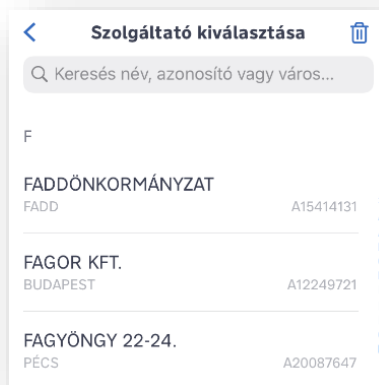 Szolgáltató kiválasztása
Keresés név, azonosító vagy város...
F
FADDÖNKORMÁNYZAT
FADD A15414131
FAGOR KFT.
BUDAPEST A12249721
FAGYÖNGY 22-24.
PÉCS A20087647